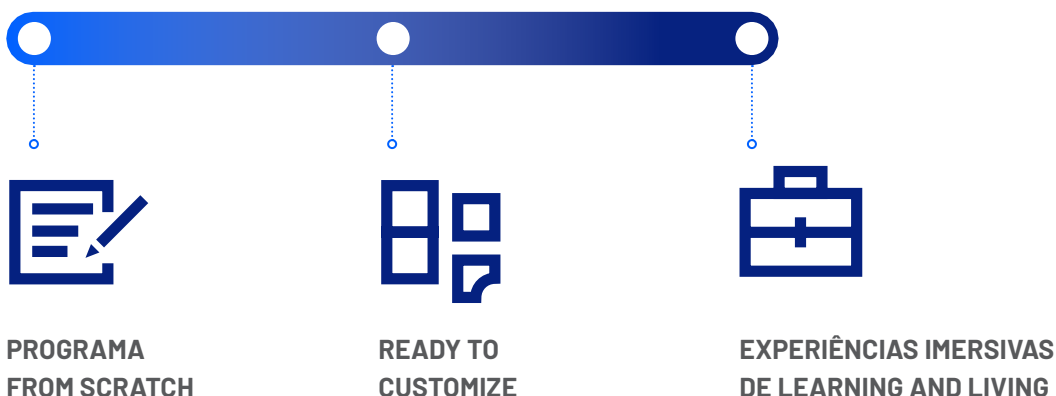 PROGRAMA
FROM SCRATCH
READY TO
CUSTOMIZE
EXPERIÊNCIAS IMERSIVAS
DE LEARNING AND LIVING